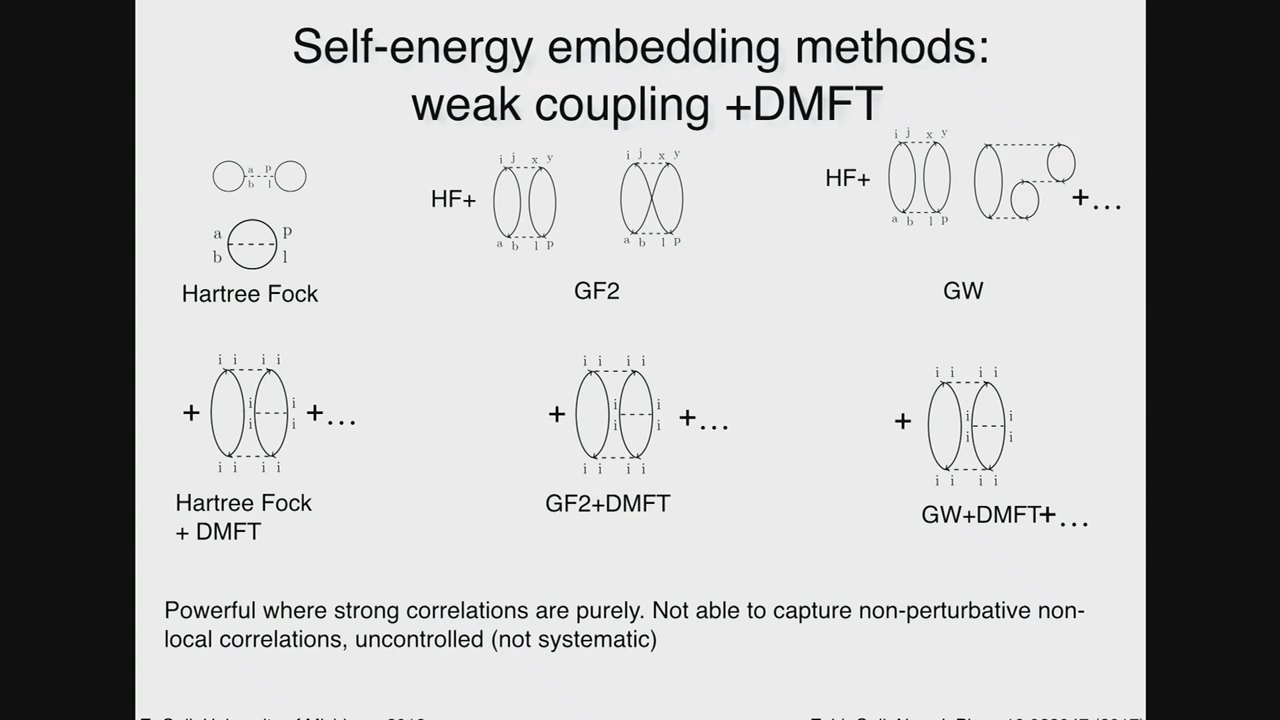 Self-energy embedding methods:
weak coupling +DMFT
a p
b l
a p
b l
Hartree Fock
HF+
i j x y
a b l p
i j x y
a b l p
GF2
HF+
i j x y
a b l p
+...
GW
+
i i i i
i i
i i
i i i i
+...
Hartree Fock
+ DMFT
+
i i i i
i i
i i
i i i i
+...
GF2+DMFT
+
i i i i
i i
i i
i i i i
GW+DMFT+...
Powerful where strong correlations are purely. Not able to capture non-perturbative non-
local correlations, uncontrolled (not systematic)